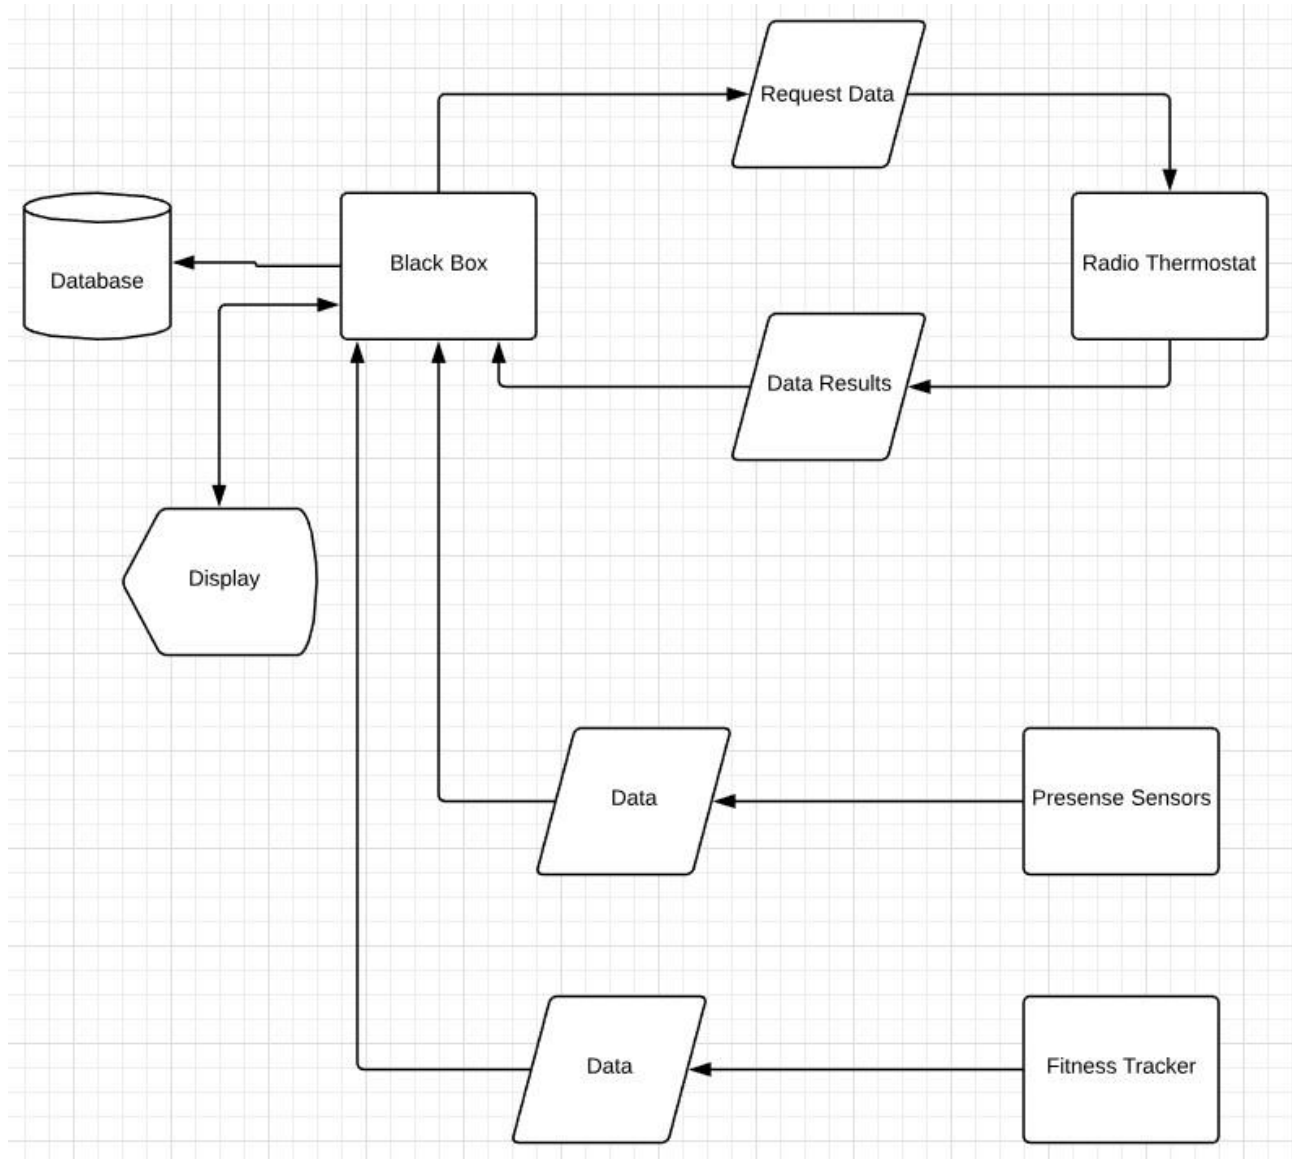 Request Data
Black Box
Radio Thermostat
Database
Data Results
Display
Data
Presense Sensors
Data
Fitness Tracker